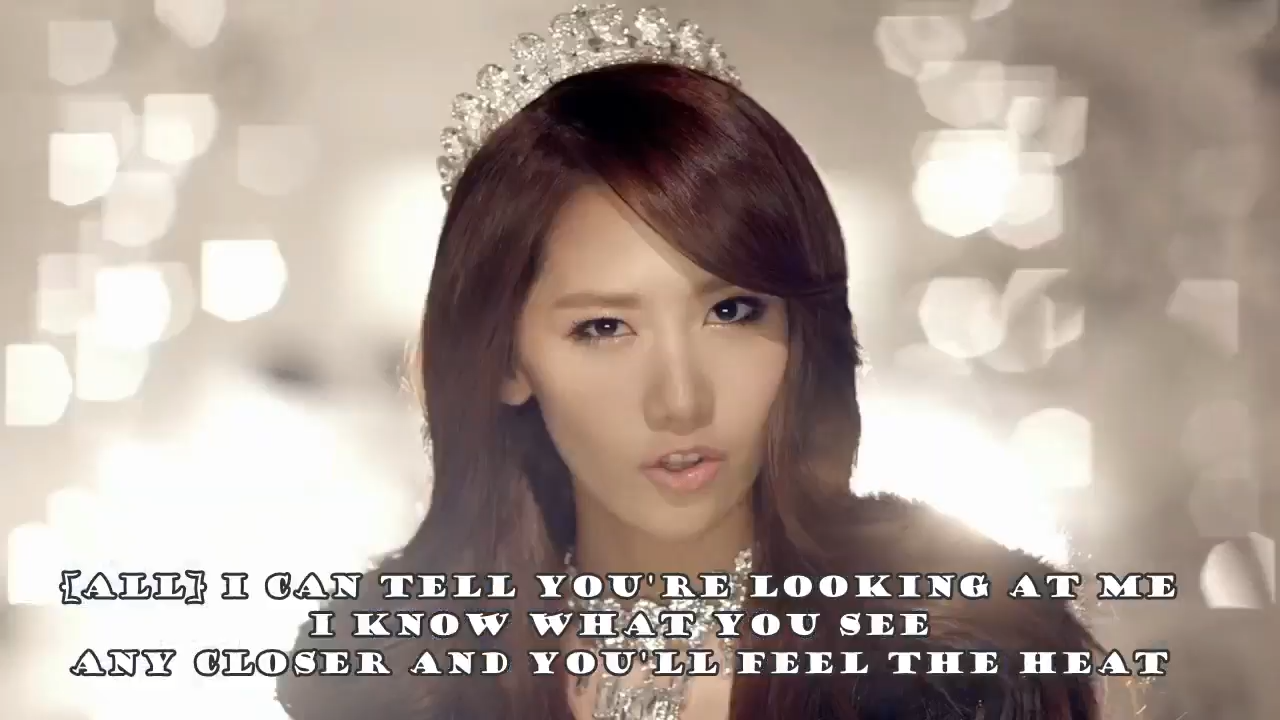 [ALL] I CAN TELL YOU'RE LOOKING AT ME
I KNOW WHAT YOU SEE
ANY CLOSER AND YOU'LL FEEL THE HEAT